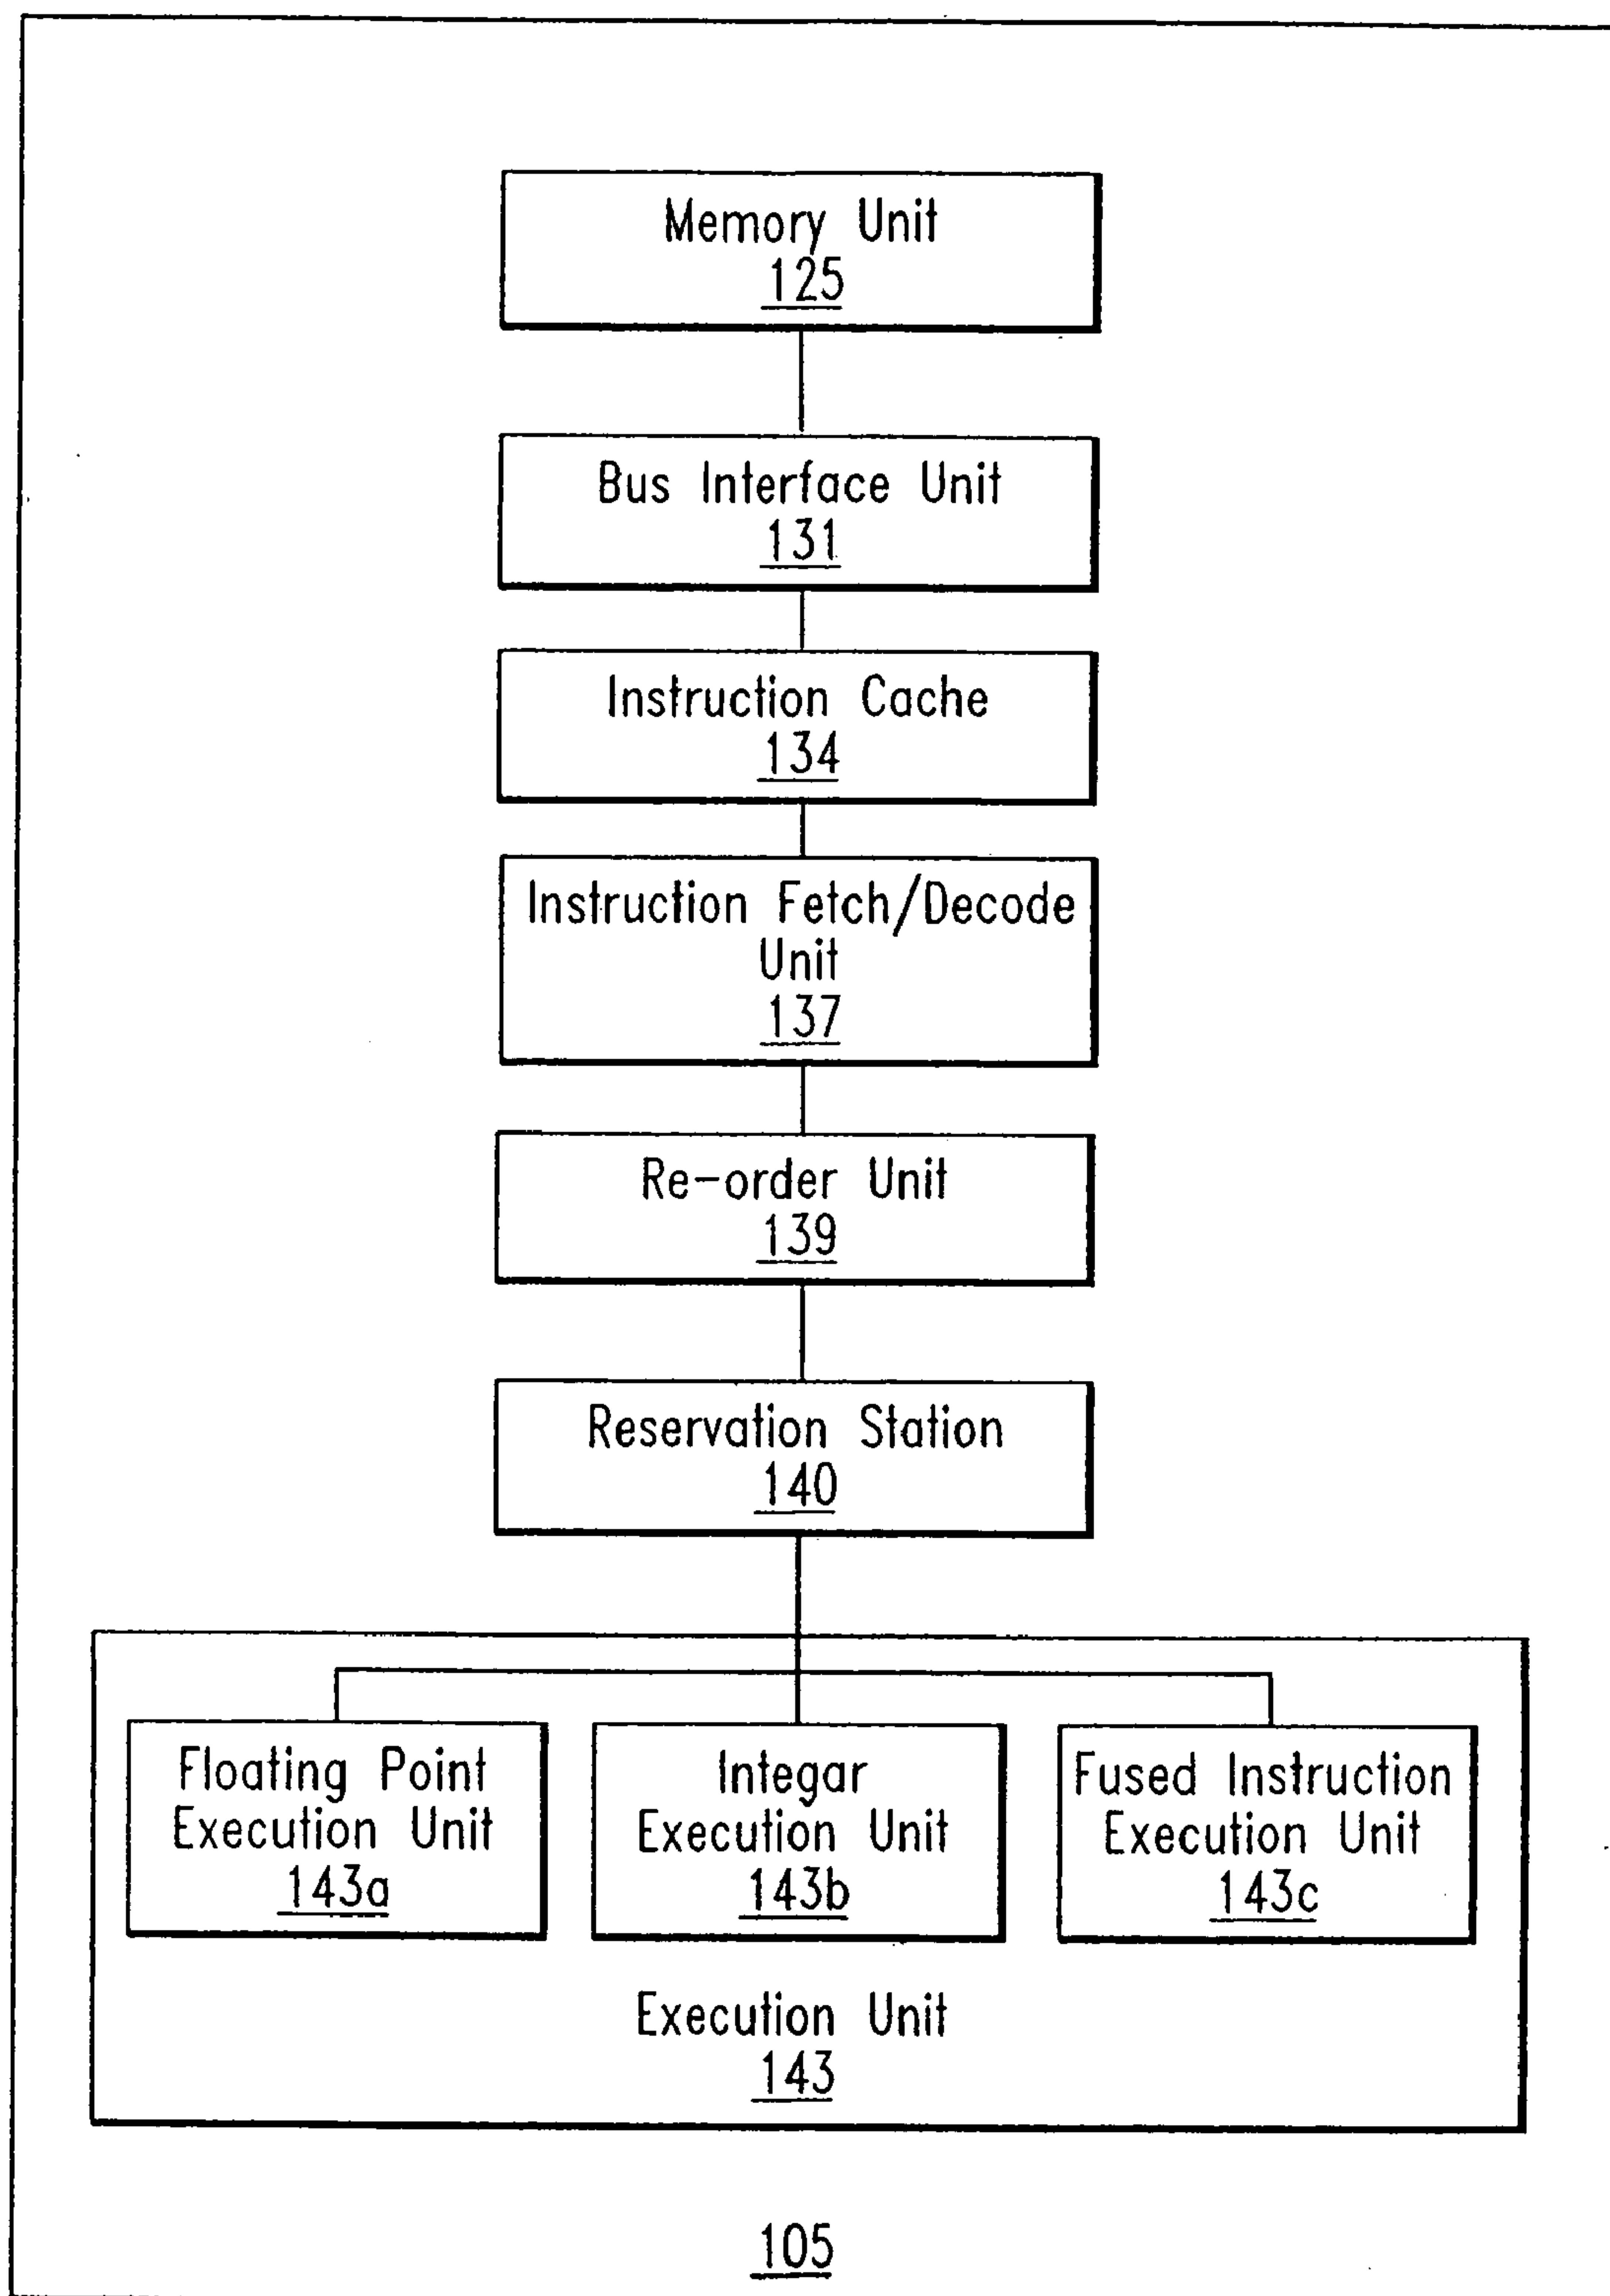 Memory Unit
125
Bus Interface Unit
131
Instruction Cache
134
Instruction Fetch/Decode
Unit
137
Re-order Unit
139
Reservation Station
140
Floating Point
Execution Unit
143a
Integar
Execution Unit
143b
Fused Instruction
Execution Unit
143c
Execution Unit
143
105